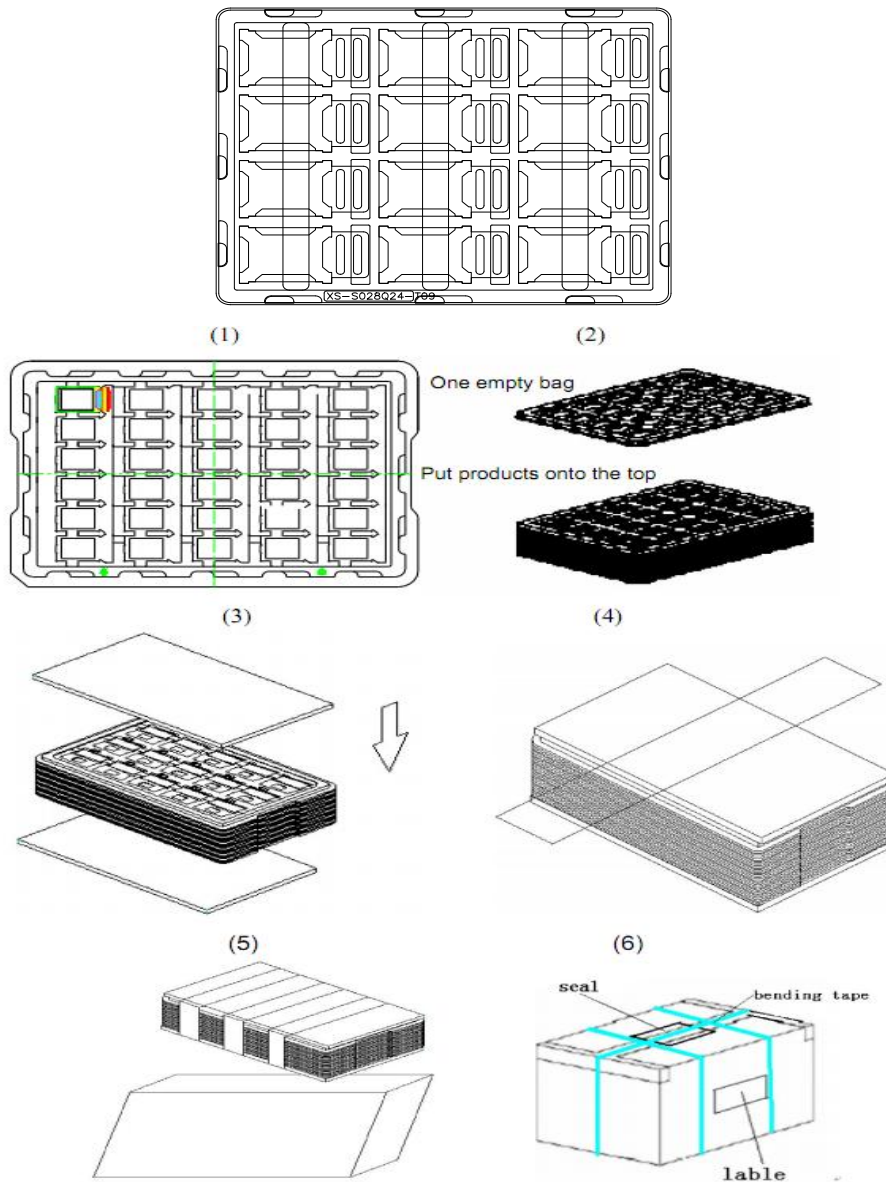 XS-S028Q24-T09
(1) (2)
One empty bag
Put products onto the top
(3) (4)
(5) (6)
seal
bending tape
lable